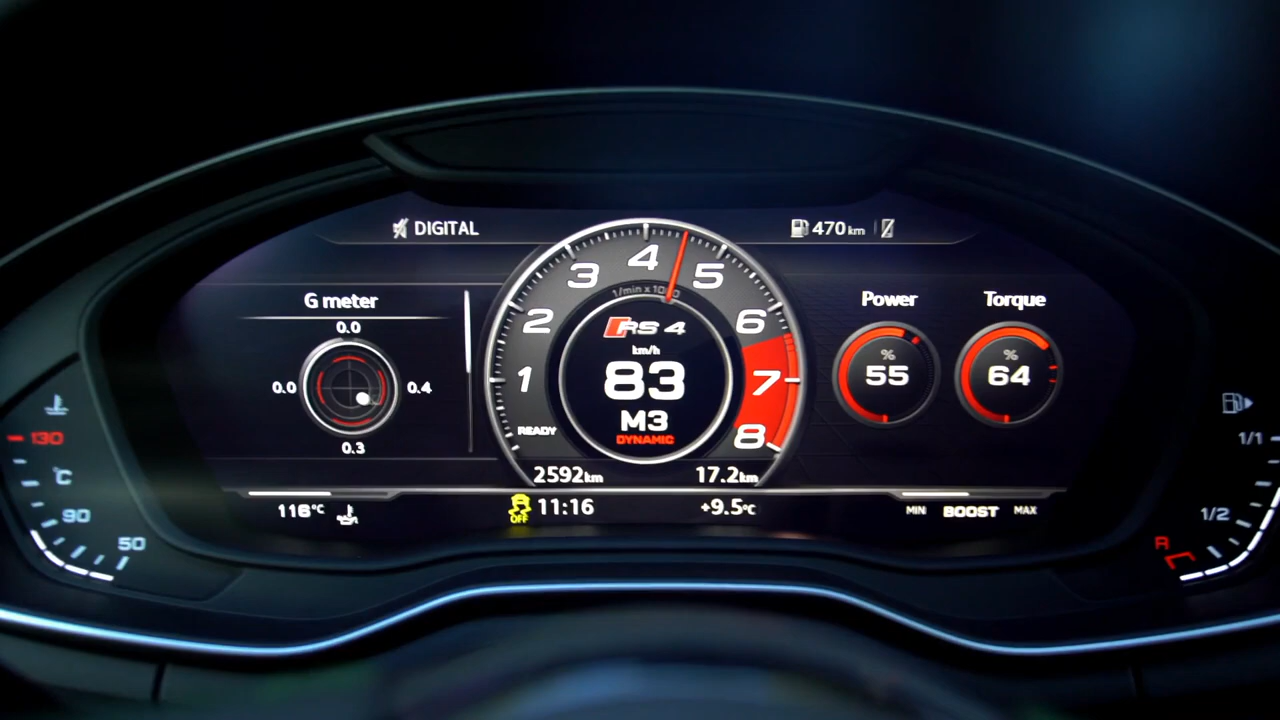 DIGITAL
470km
G meter
0.0
0.0
0.4
0.3
1
2
3
4
5
6
7
8
1/min x 1000
RS 4
km/h
83
M3
DYNAMIC
READY
2592km
17.2km
Power
%
55
Torque
%
64
116°C
OFF
11:16
+9.5°C
MIN BOOST MAX
130
°C
90
50
1/1
1/2
R